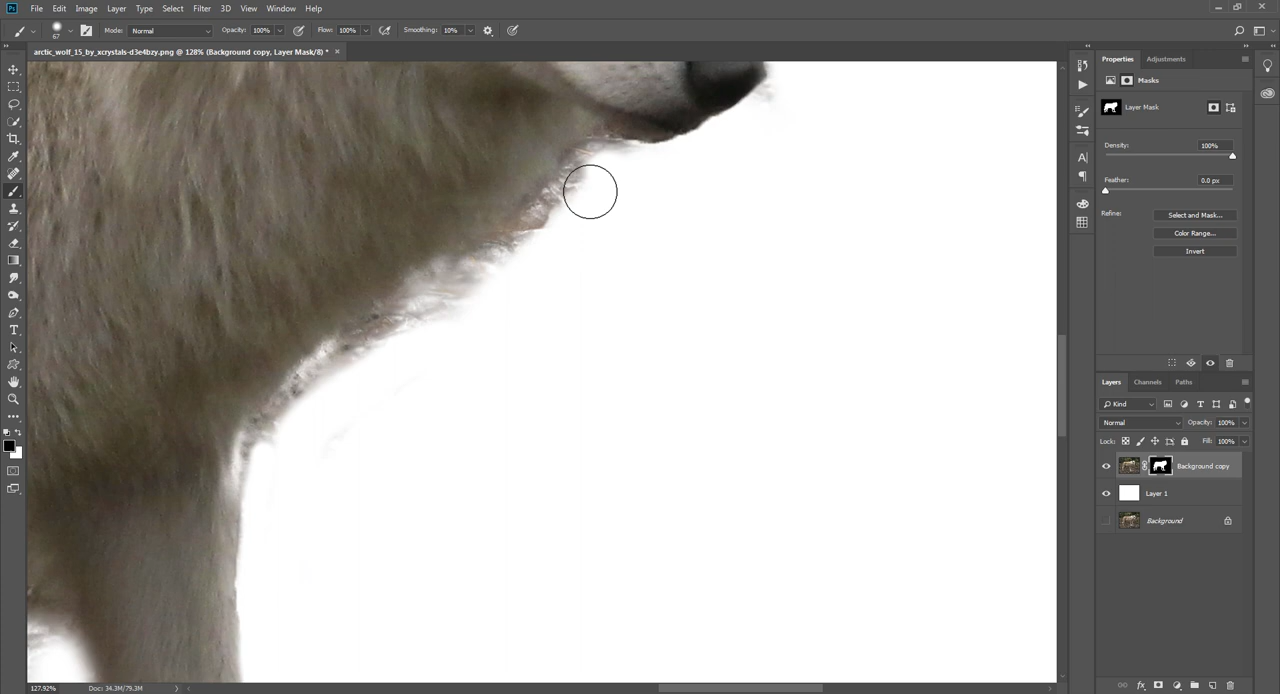 Ps File Edit Image Layer Type Select Filter 3D View Window Help
67 Mode: Normal Opacity: 100% Flow: 100% Smoothing: 10%
arctic_wolf_15_by_xcrystals-d3e4bzy.png @ 128% (Background copy, Layer Mask/8) * ×
Properties Adjustments
Masks
Layer Mask
Density: 100%
Feather: 0.0 px
Refine: Select and Mask...
Color Range...
Invert
Layers Channels Paths
Kind
Normal Opacity: 100%
Lock: Fill: 100%
Background copy
Layer 1
Background
127.92% Doc: 34.3M/79.3M